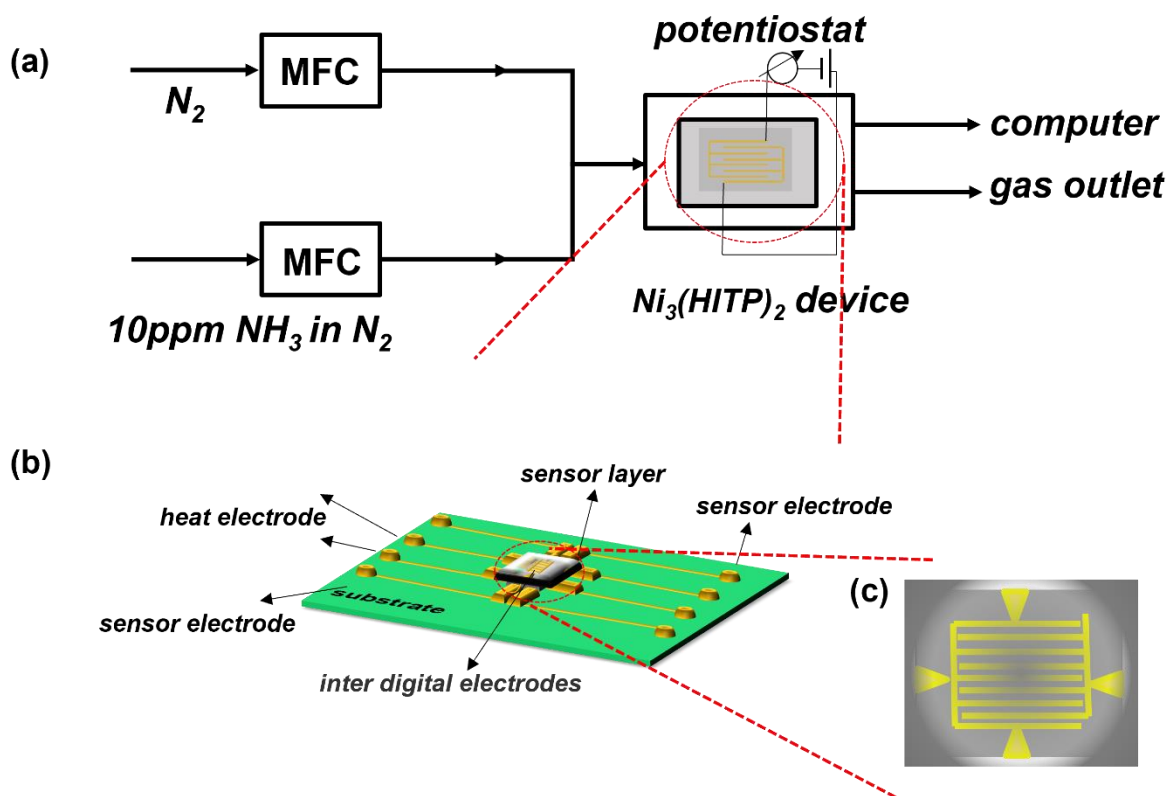 (a)
potentiostat
MFC
N2
computer
gas outlet
MFC
10ppm NH3 in N2
Ni3(HITP)2 device
(b)
sensor layer
sensor electrode
heat electrode
substrate
sensor electrode
inter digital electrodes
(c)